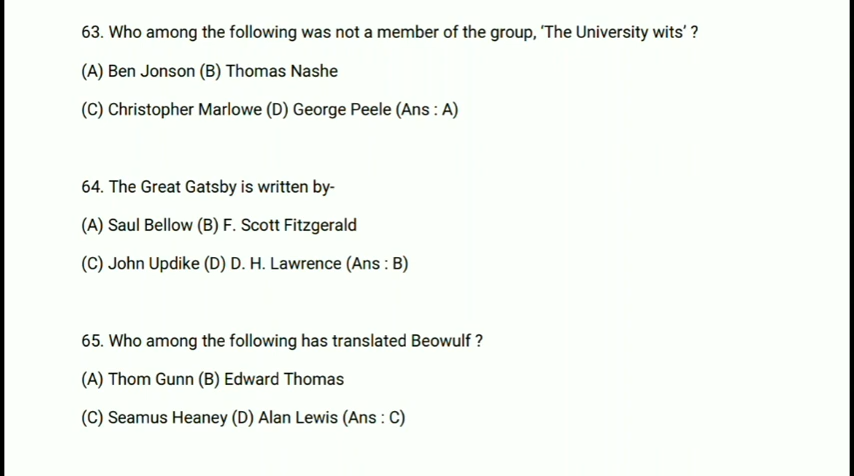 63. Who among the following was not a member of the group, 'The University wits' ?
(A) Ben Jonson (B) Thomas Nashe
(C) Christopher Marlowe (D) George Peele (Ans : A)
64. The Great Gatsby is written by-
(A) Saul Bellow (B) F. Scott Fitzgerald
(C) John Updike (D) D. H. Lawrence (Ans : B)
65. Who among the following has translated Beowulf ?
(A) Thom Gunn (B) Edward Thomas
(C) Seamus Heaney (D) Alan Lewis (Ans : C)